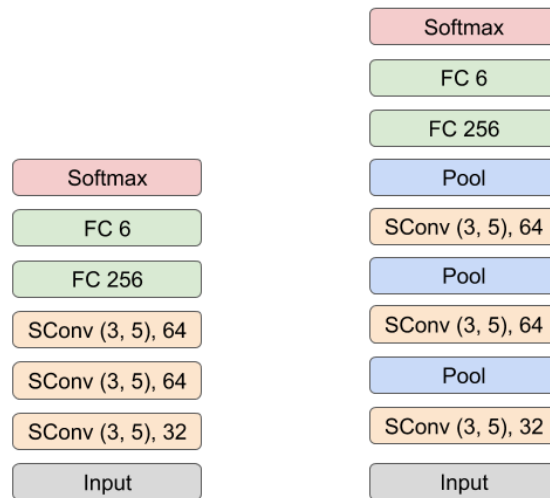 Softmax
FC 6
FC 256
SConv (3, 5), 64
SConv (3, 5), 64
SConv (3, 5), 32
Input
Softmax
FC 6
FC 256
Pool
SConv (3, 5), 64
Pool
SConv (3, 5), 64
Pool
SConv (3, 5), 32
Input